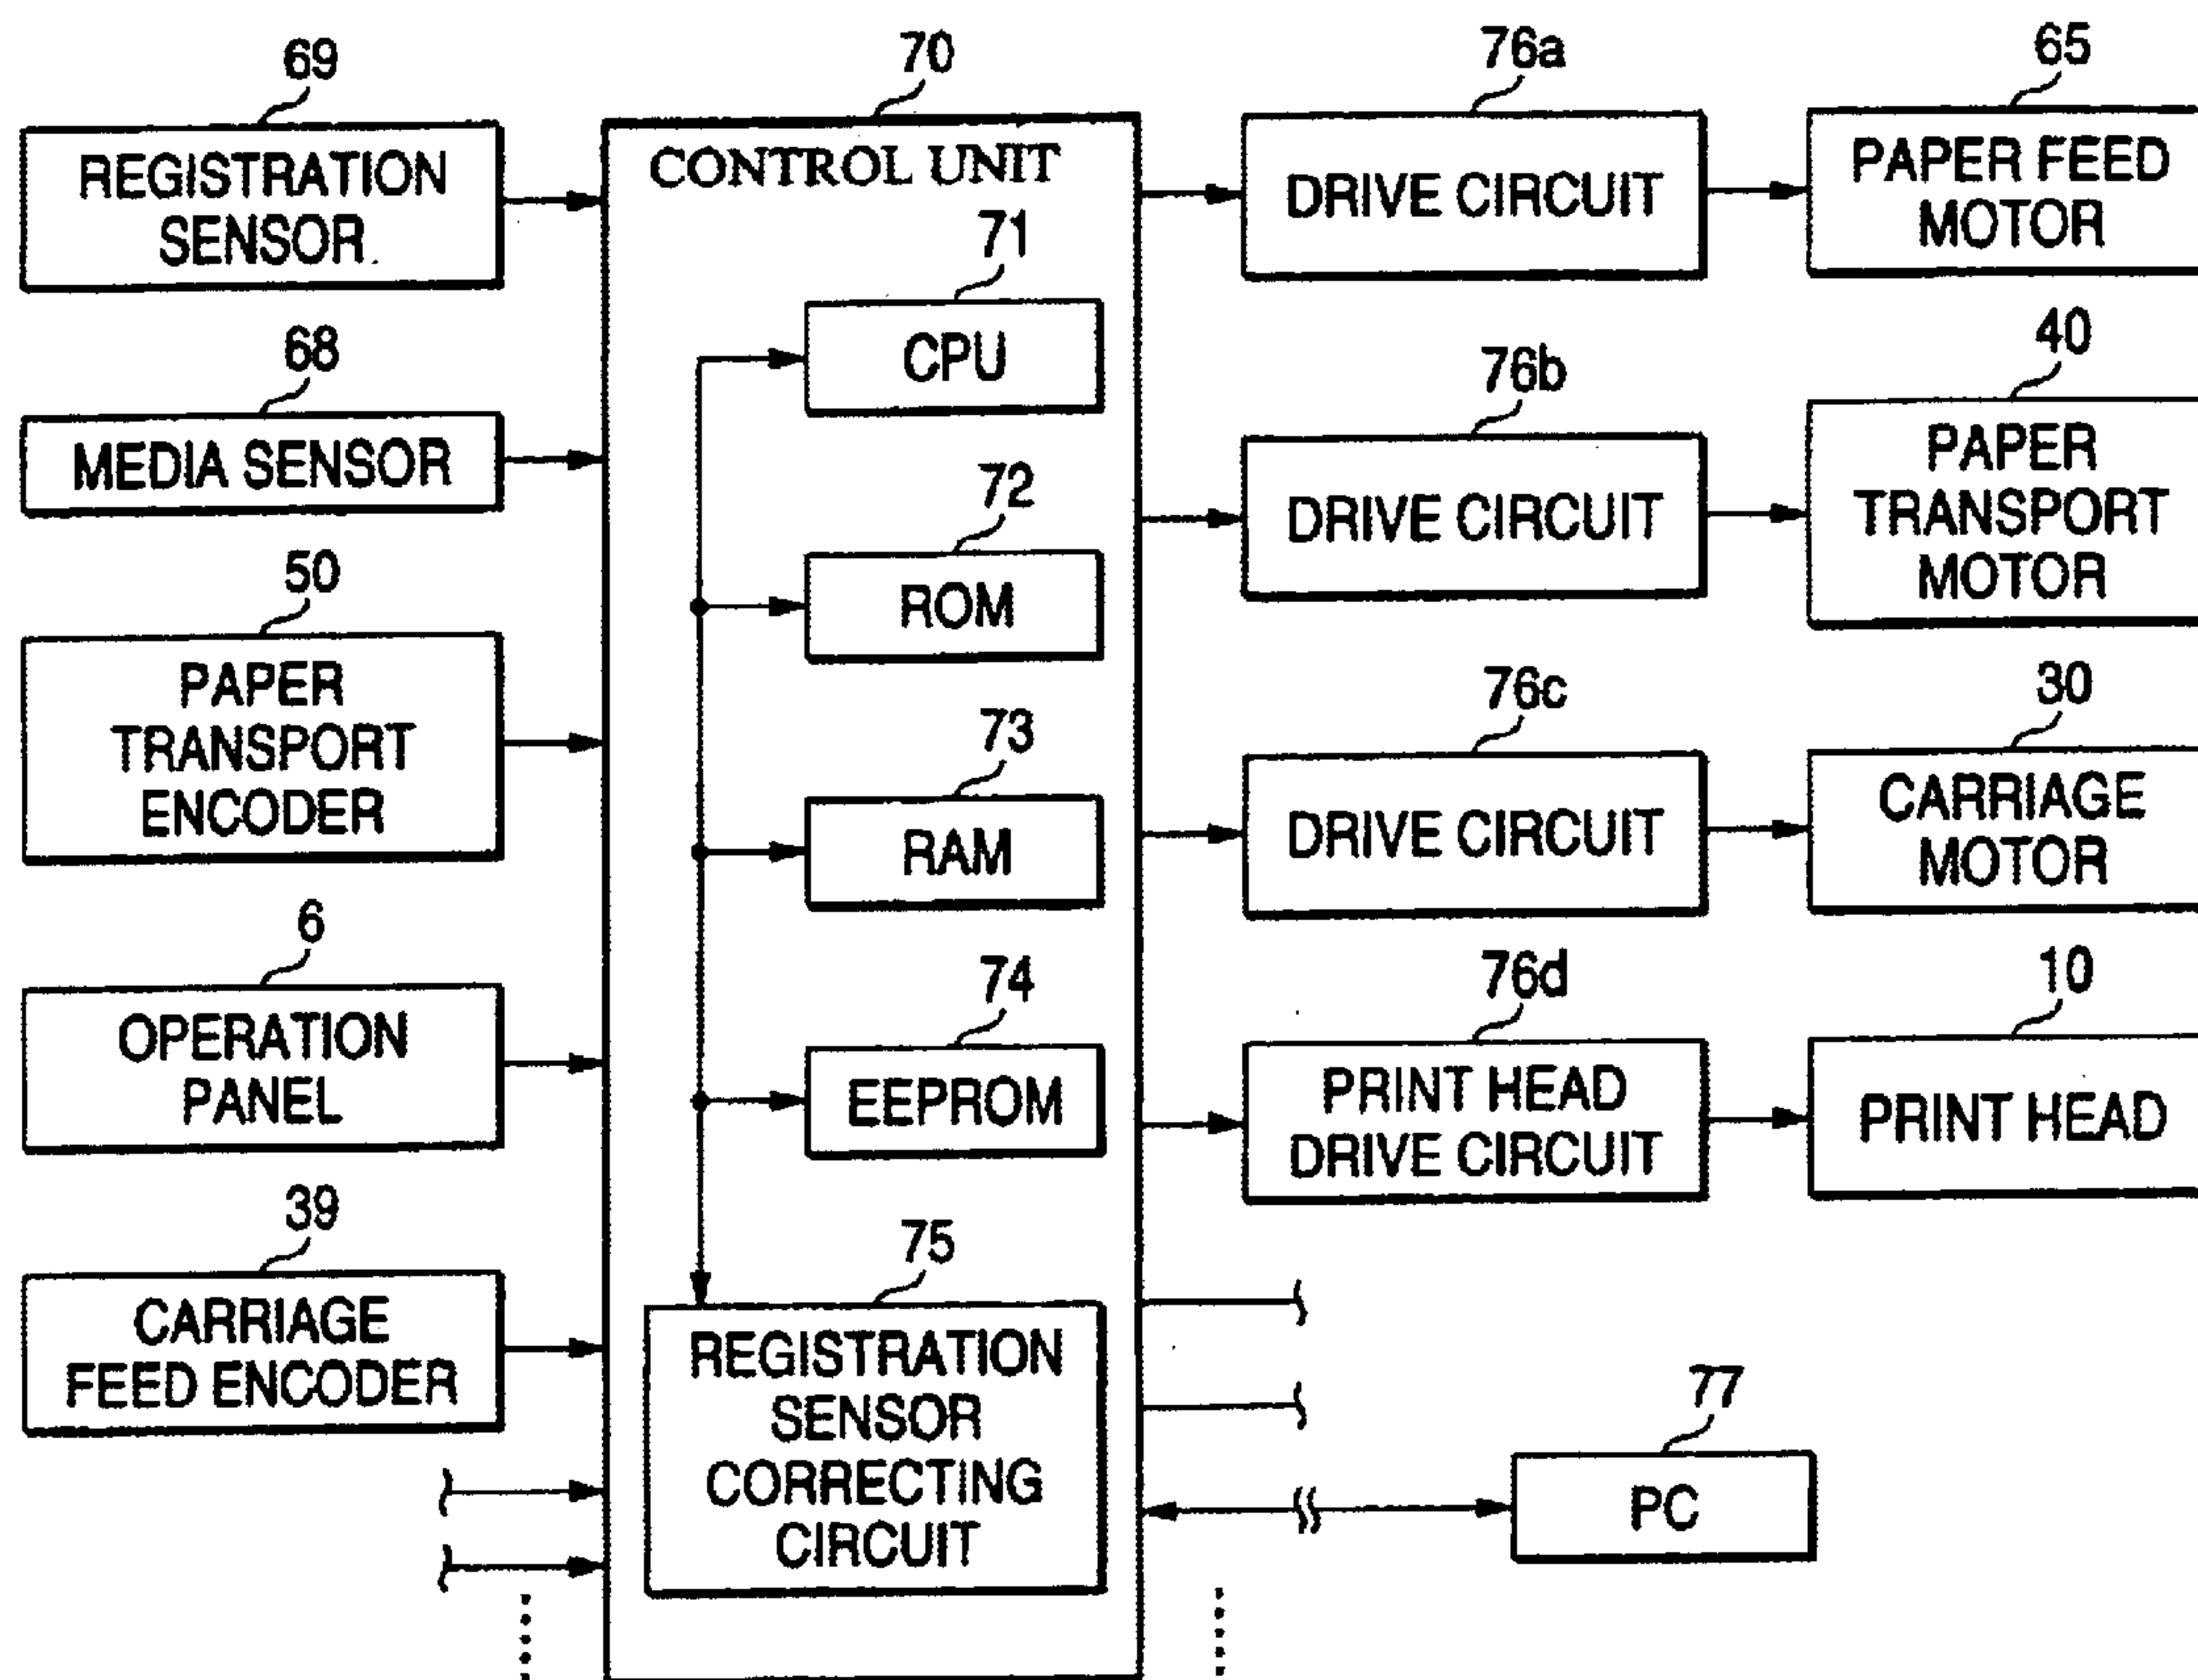 69
REGISTRATION
SENSOR
68
MEDIA SENSOR
50
PAPER
TRANSPORT
ENCODER
6
OPERATION
PANEL
39
CARRIAGE
FEED ENCODER
70
CONTROL UNIT
71
CPU
72
ROM
73
RAM
74
EEPROM
75
REGISTRATION
SENSOR
CORRECTING
CIRCUIT
76a
DRIVE CIRCUIT
76b
DRIVE CIRCUIT
76c
DRIVE CIRCUIT
76d
PRINT HEAD
DRIVE CIRCUIT
65
PAPER FEED
MOTOR
40
PAPER
TRANSPORT
MOTOR
30
CARRIAGE
MOTOR
10
PRINT HEAD
77
PC